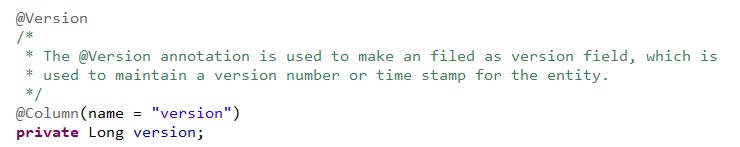 @Version
/*
* The @Version annotation is used to make an filed as version field, which is
* used to maintain a version number or time stamp for the entity.
*/
@Column(name = "version")
private Long version;